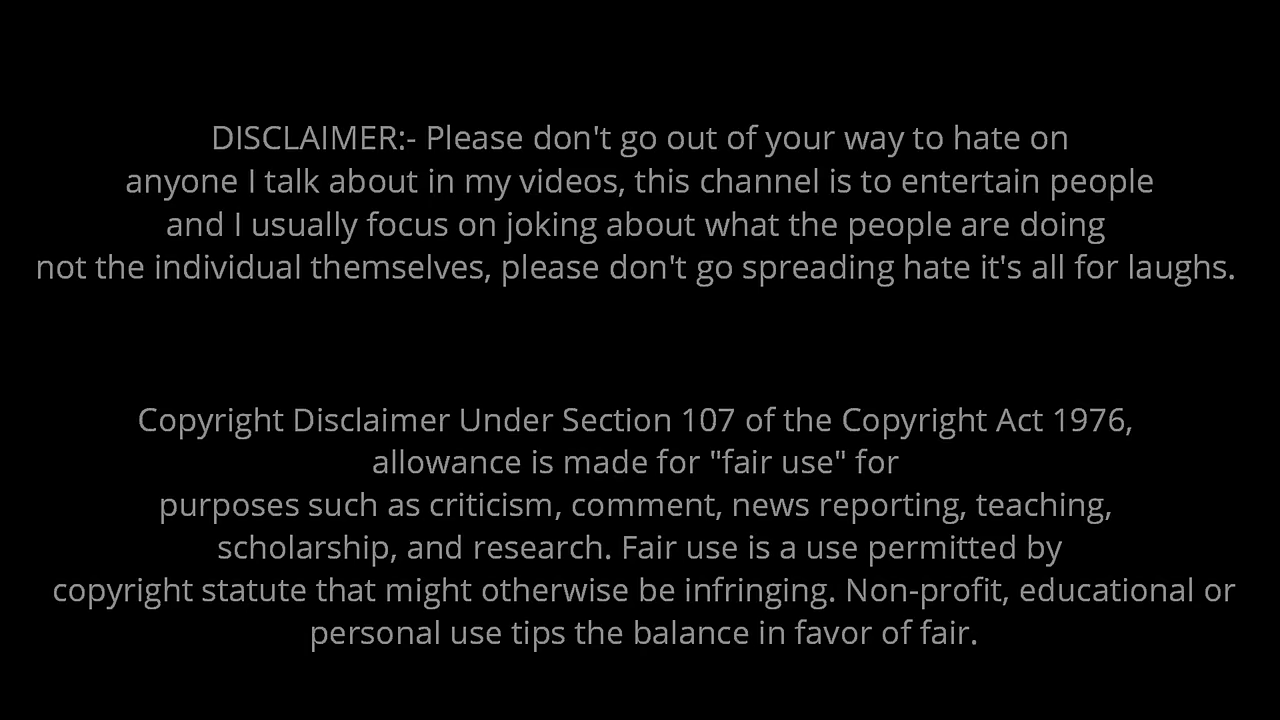 DISCLAIMER:- Please don't go out of your way to hate on
anyone I talk about in my videos, this channel is to entertain people
and I usually focus on joking about what the people are doing
not the individual themselves, please don't go spreading hate it's all for laughs.
Copyright Disclaimer Under Section 107 of the Copyright Act 1976,
allowance is made for "fair use" for
purposes such as criticism, comment, news reporting, teaching,
scholarship, and research. Fair use is a use permitted by
copyright statute that might otherwise be infringing. Non-profit, educational or
personal use tips the balance in favor of fair.